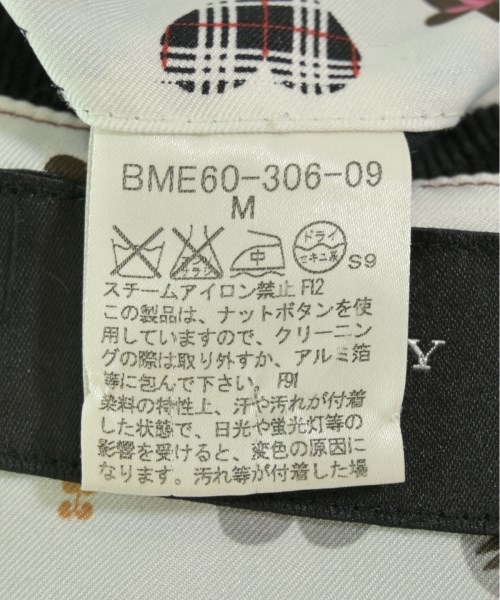 BME60-306-09
M
中
ドライ
セキユ系
S9
スチームアイロン禁止 F12
この製品は、ナットボタンを使
用していますので、クリーニン
グの際は取り外すか、アルミ箔
等に包んで下さい。 F91
染料の特性上、汗や汚れが付着
した状態で、日光や蛍光灯等の
影響を受けると、変色の原因に
なります。汚れ等が付着した場
Y